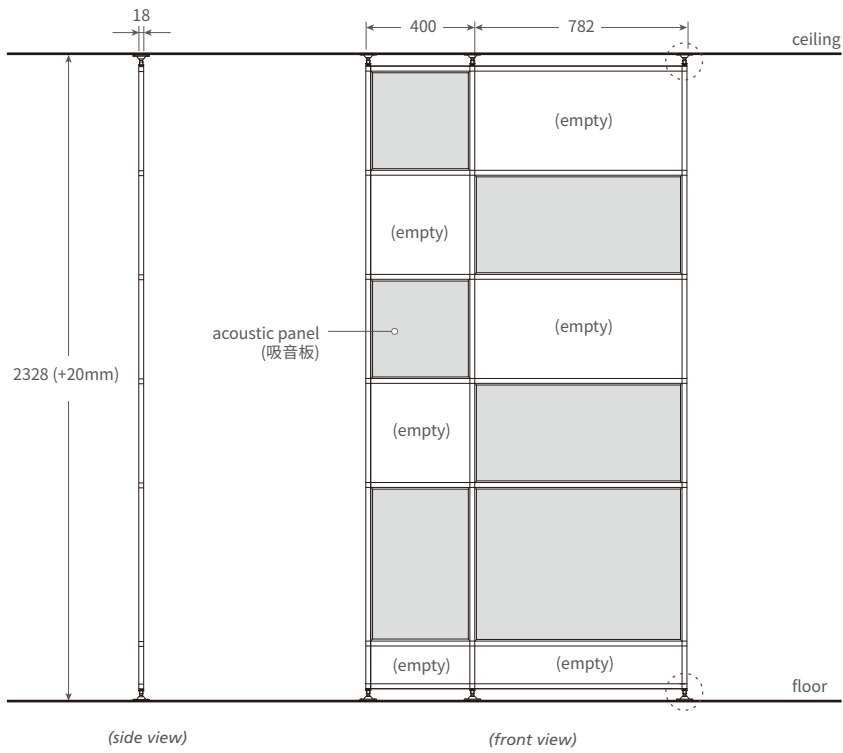 18
400
782
ceiling
(empty)
(empty)
acoustic panel
(吸音板)
(empty)
2328 (+20mm)
(empty)
(empty)
(empty)
floor
(side view)
(front view)